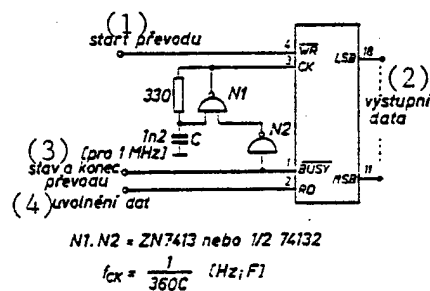 (1)
start převodu
4 WR
3 CK
LSB 18
330
N1
(2)
výstupní
data
1n2 C
[pro 1 MHz]
N2
(3)
stav a konec
převodu
1 BUSY
2 RD
MSB 11
(4) uvolnění dat
N1, N2 = ZN7413 nebo 1/2 74132
fCK = 1
360C
[Hz; F]